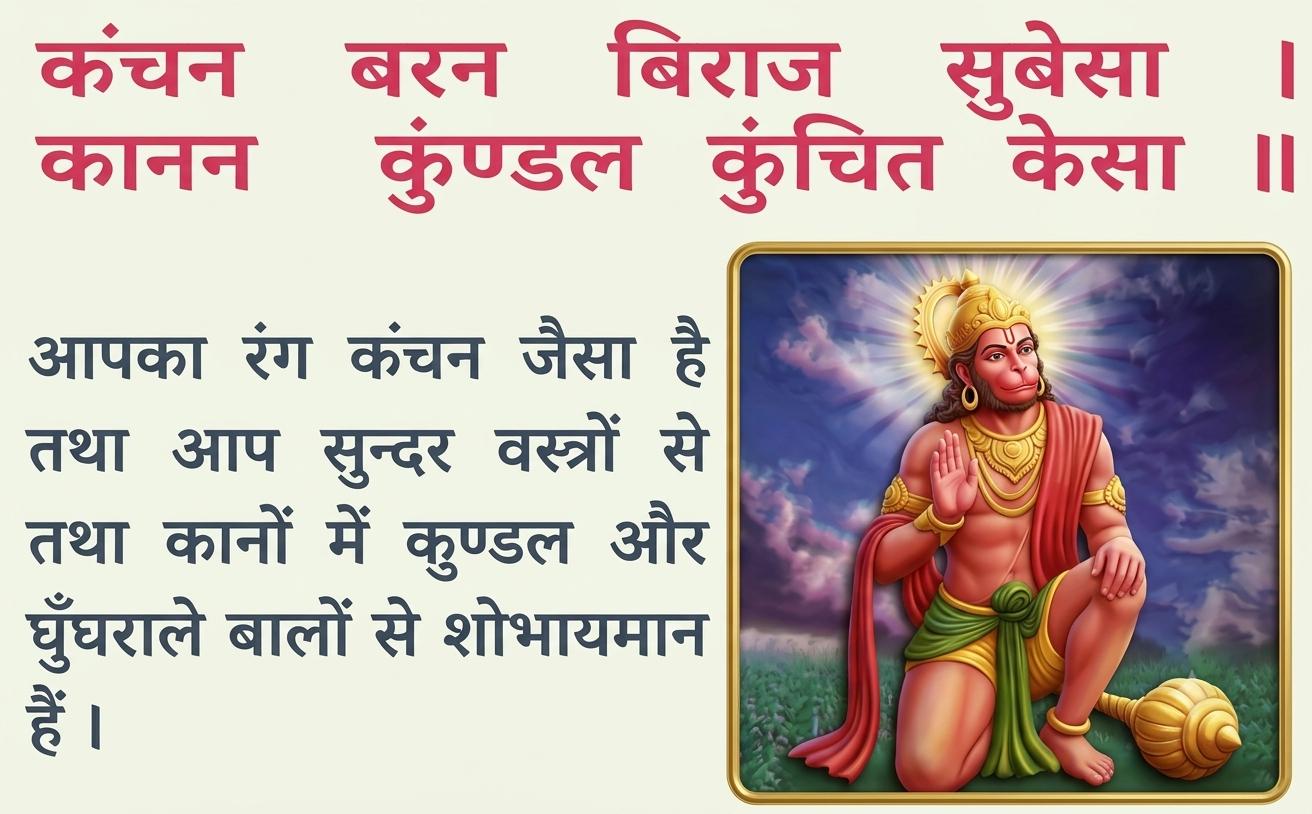 कंचन बरन बिराज सुबेसा ।
कानन कुंण्डल कुंचित केसा ॥
आपका रंग कंचन जैसा है
तथा आप सुन्दर वस्त्रों से
तथा कानों में कुण्डल और
घुँघराले बालों से शोभायमान
हैं ।